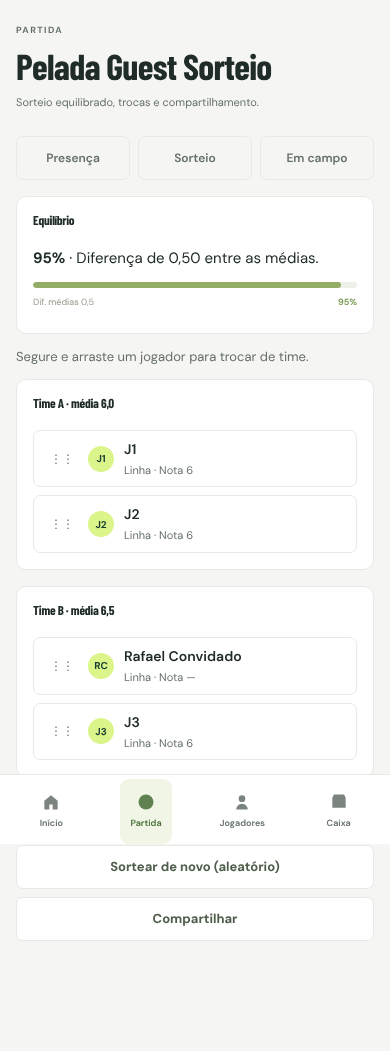 PARTIDA
Pelada Guest Sorteio
Sorteio equilibrado, trocas e compartilhamento.
Presença
Sorteio
Em campo
Equilíbrio
95% · Diferença de 0,50 entre as médias.
Dif. médias 0,5
95%
Segure e arraste um jogador para trocar de time.
Time A · média 6,0
J1
J1
Linha · Nota 6
J2
J2
Linha · Nota 6
Time B · média 6,5
RC
Rafael Convidado
Linha · Nota —
J3
J3
Linha · Nota 6
Início
Partida
Jogadores
Caixa
Sortear de novo (aleatório)
Compartilhar